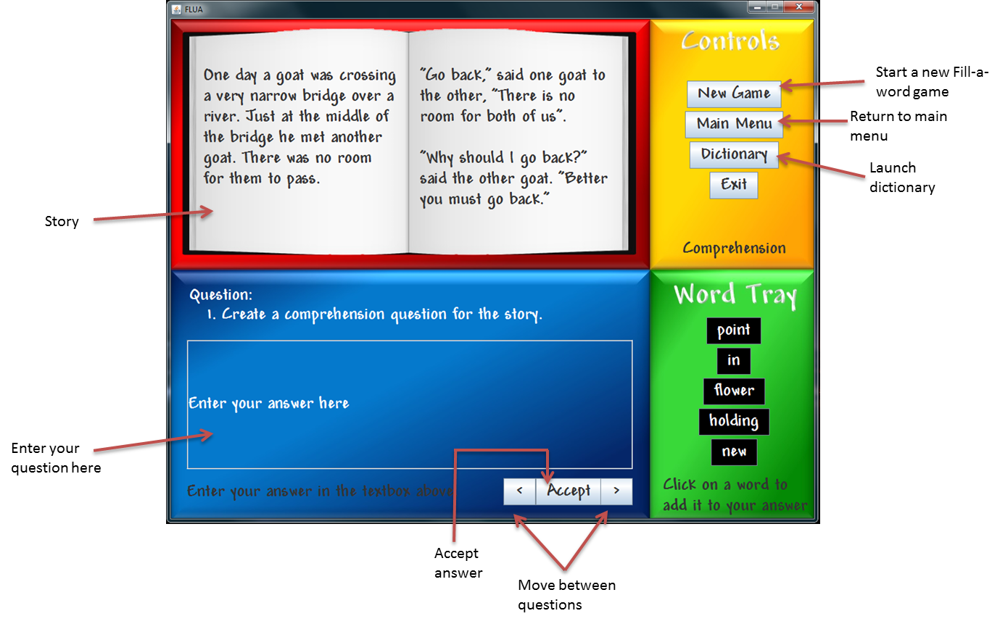 FLUA
One day a goat was crossing
a very narrow bridge over a
river. Just at the middle of
the bridge he met another
goat. There was no room
for them to pass.
"Go back," said one goat to
the other, "There is no
room for both of us".
"Why should I go back?"
said the other goat. "Better
you must go back."
Controls
New Game
Main Menu
Dictionary
Exit
Comprehension
Start a new Fill-a-
word game
Return to main
menu
Launch
dictionary
Story
Question:
1. Create a comprehension question for the story.
Enter your answer here
Enter your answer in the textbox above
< Accept >
Word Tray
point
in
flower
holding
new
Click on a word to
add it to your answer
Enter your
question here
Accept
answer
Move between
questions